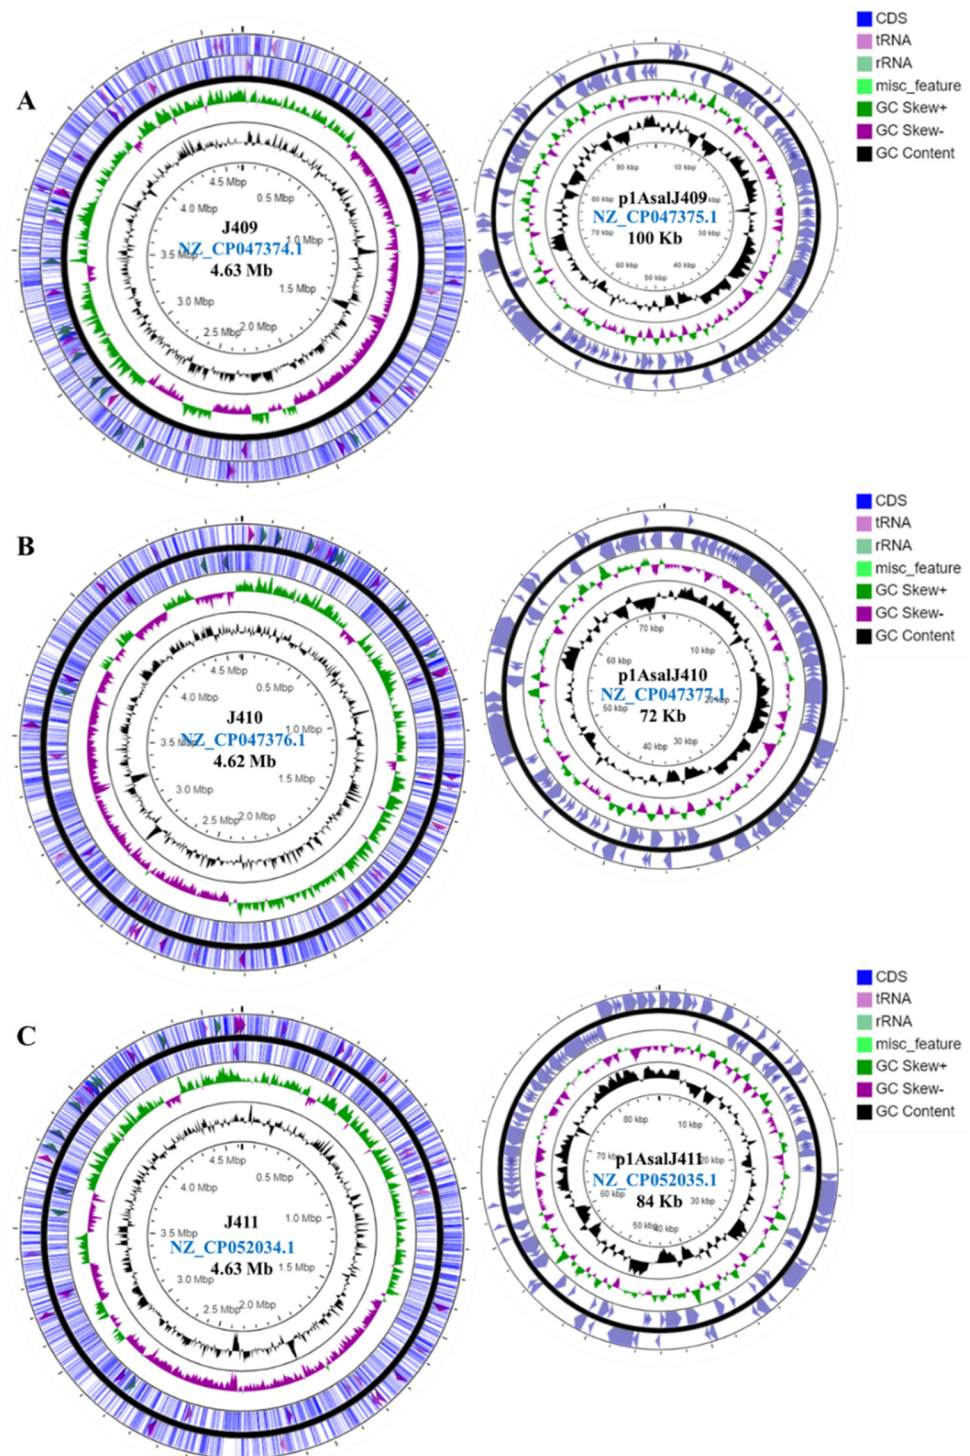 A
4.5 Mbp
0.5 Mbp
4.0 Mbp
J409
NZ_CP047374.1
1.0 Mbp
3.5 Mbp
4.63 Mb
3.0 Mbp
1.5 Mbp
2.5 Mbp
2.0 Mbp
90 kbp
10 kbp
80 kbp
p1AsalJ409
NZ_CP047375.1
70 kbp
100 Kb
30 kbp
60 kbp
40 kbp
50 kbp
CDS
tRNA
rRNA
misc_feature
GC Skew+
GC Skew-
GC Content
B
4.5 Mbp
0.5 Mbp
4.0 Mbp
J410
NZ_CP047376.1
1.0 Mbp
4.62 Mb
3.0 Mbp
1.5 Mbp
2.5 Mbp
2.0 Mbp
70 kbp
10 kbp
60 kbp
p1AsalJ410
NZ_CP047377.1
50 kbp
72 Kb
40 kbp
30 kbp
CDS
tRNA
rRNA
misc_feature
GC Skew+
GC Skew-
GC Content
C
4.5 Mbp
0.5 Mbp
4.0 Mbp
J411
1.0 Mbp
3.5 Mbp
NZ_CP052034.1
4.63 Mb
3.0 Mbp
1.5 Mbp
2.5 Mbp
2.0 Mbp
80 kbp
10 kbp
70 kbp
p1AsalJ411
20 kbp
NZ_CP052035.1
60 kbp
84 Kb
30 kbp
50 kbp
40 kbp
CDS
tRNA
rRNA
misc_feature
GC Skew+
GC Skew-
GC Content